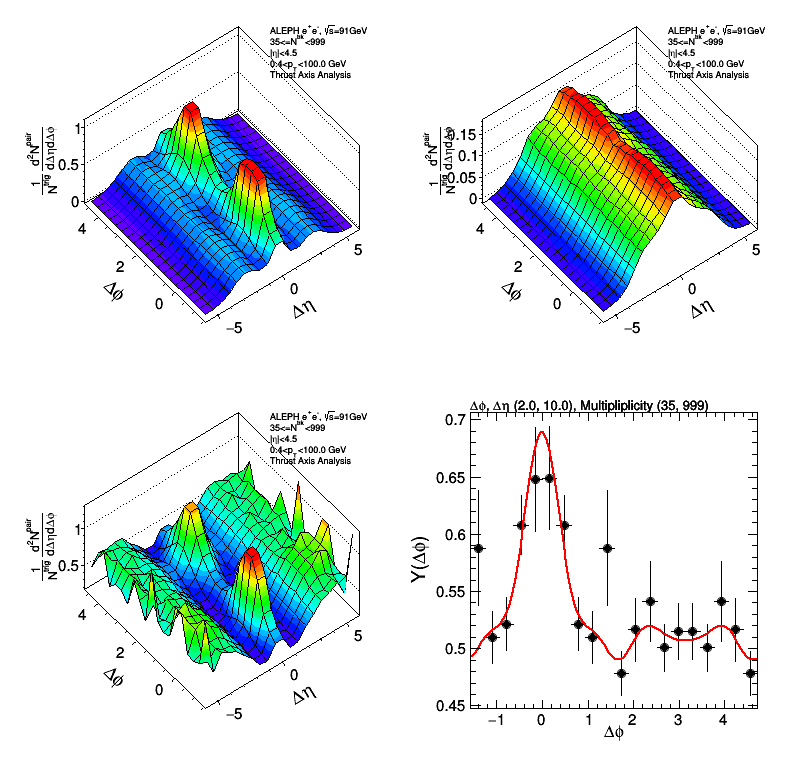 ALEPH e⁺e⁻, √s=91GeV
35<=N^trk<999
|η|<4.5
0.4<p_T<100.0 GeV
Thrust Axis Analysis
1/N^trig d²N^pair/dΔηdΔφ
1
0.5
0
4
2
0
Δφ
−5
0
5
Δη
ALEPH e⁺e⁻, √s=91GeV
35<=N^trk<999
|η|<4.5
0.4<p_T<100.0 GeV
Thrust Axis Analysis
1/N^trig d²N^pair/dΔηdΔφ
0.15
0.1
0.05
0
4
2
0
Δφ
−5
0
5
Δη
ALEPH e⁺e⁻, √s=91GeV
35<=N^trk<999
|η|<4.5
0.4<p_T<100.0 GeV
Thrust Axis Analysis
1/N^trig d²N^pair/dΔηdΔφ
1
0.5
4
2
0
Δφ
−5
0
5
Δη
Δφ, Δη (2.0, 10.0), Multipliplicity (35, 999)
Y(Δφ)
0.7
0.65
0.6
0.55
0.5
0.45
−1 0 1 2 3 4
Δφ